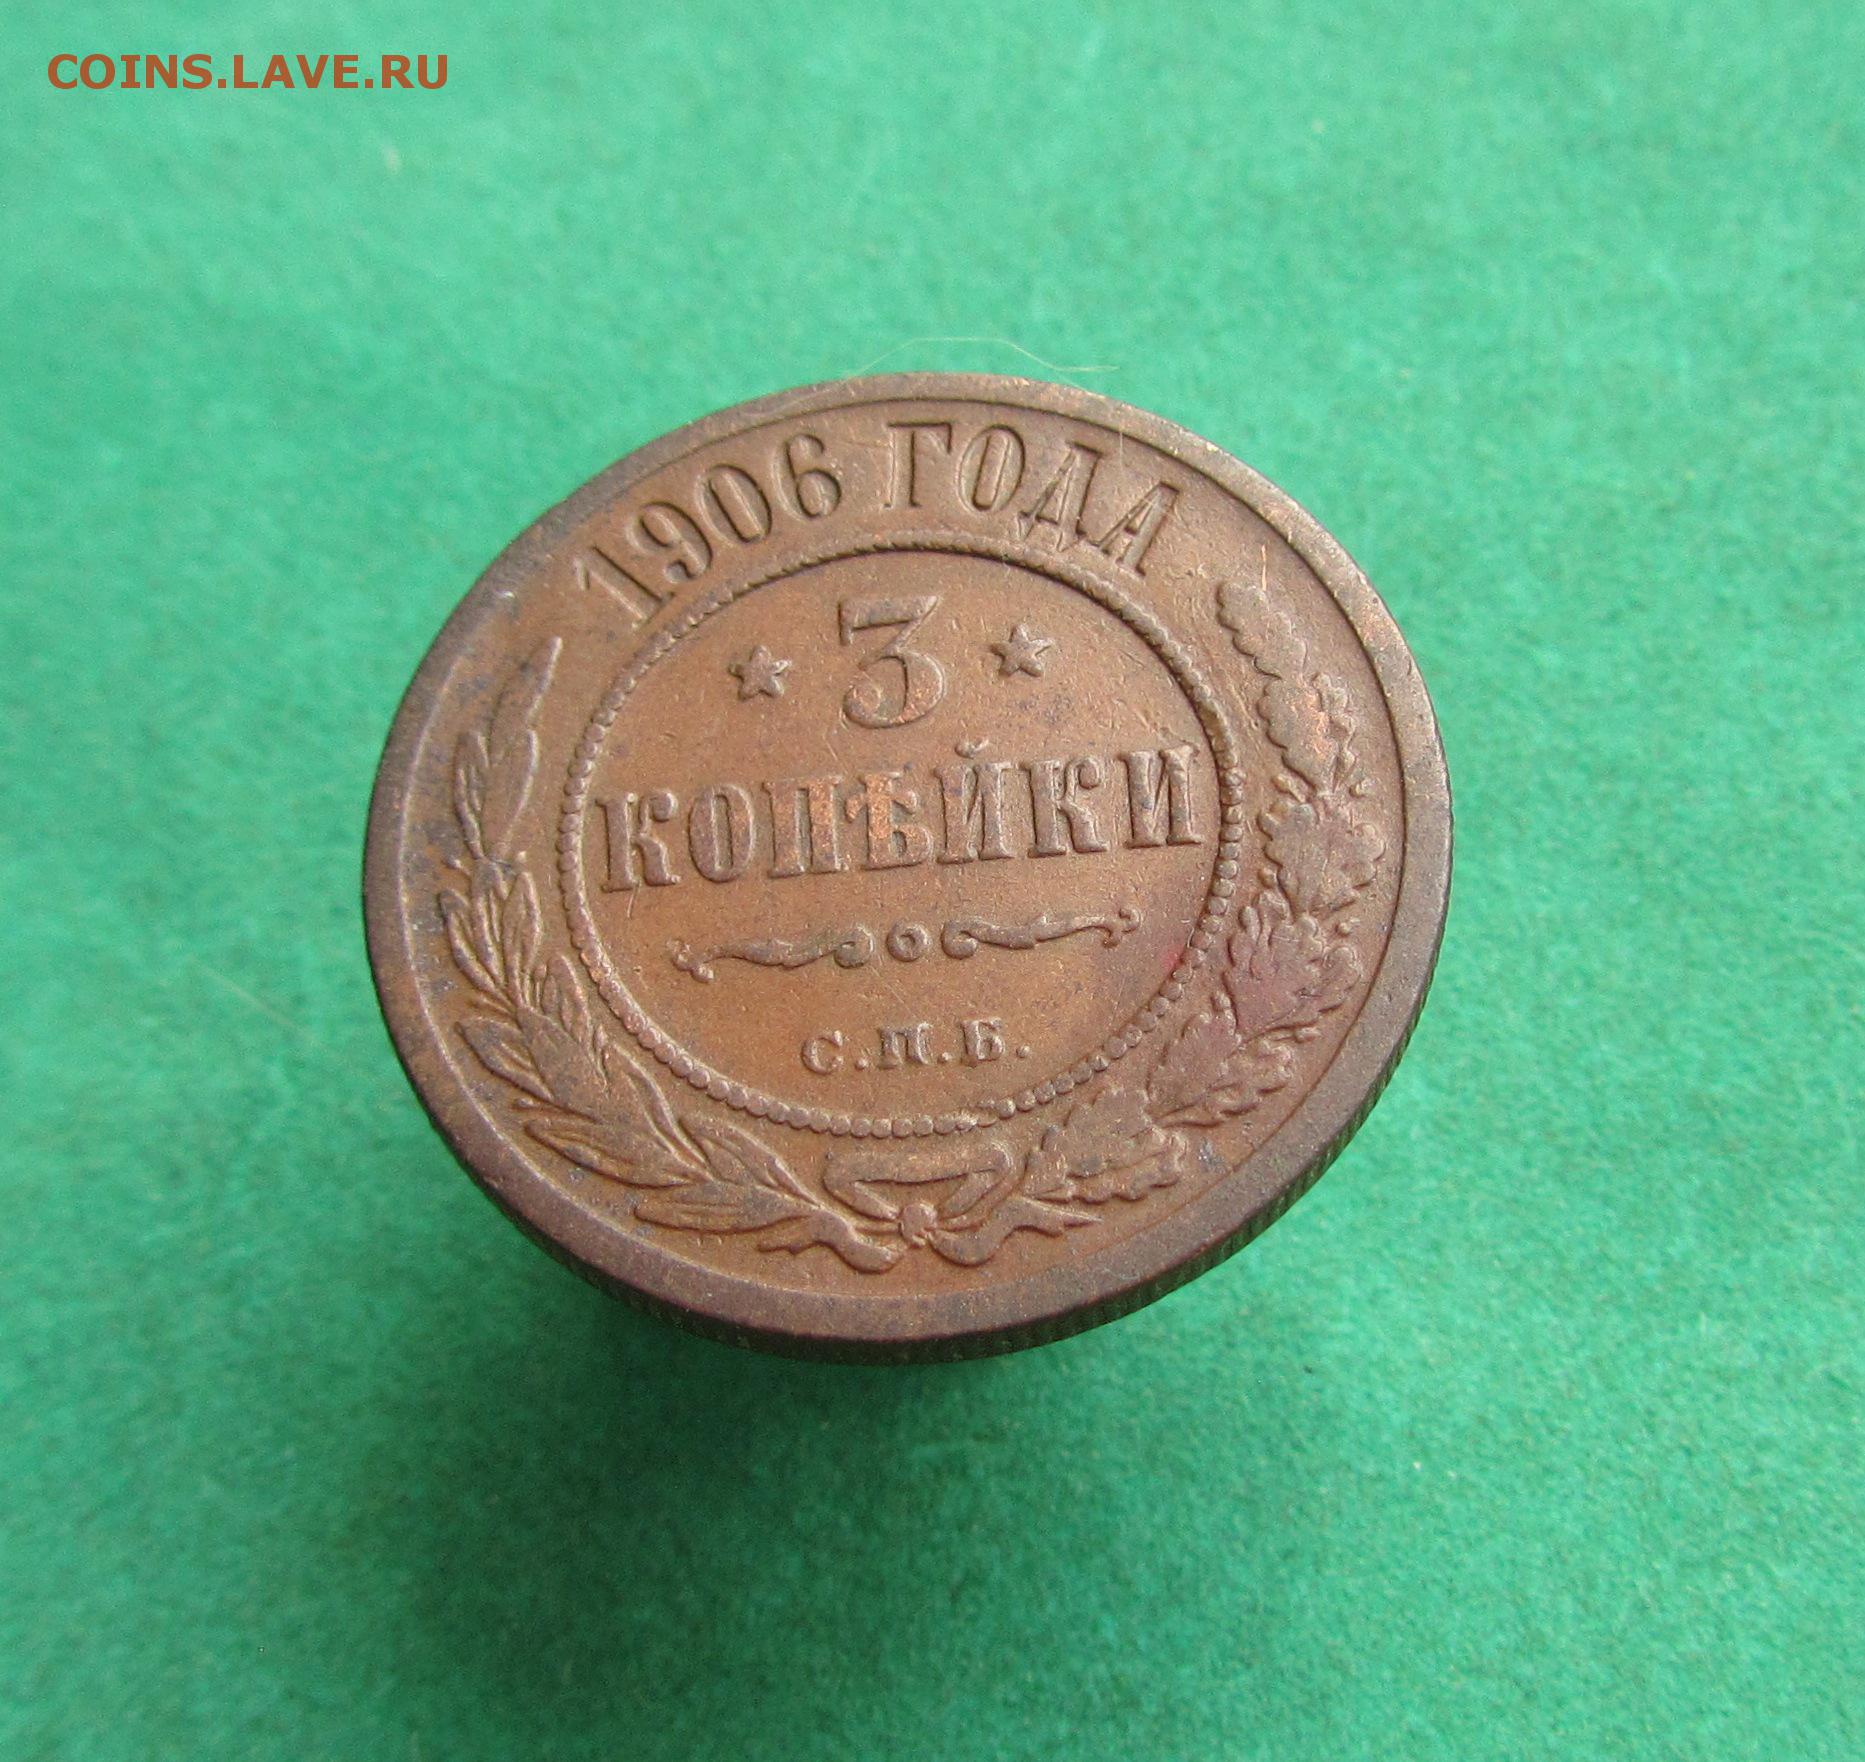 COINS.LAVE.RU
1906 ГОДА
* 3 *
КОПѢЙКИ
С.П.Б.